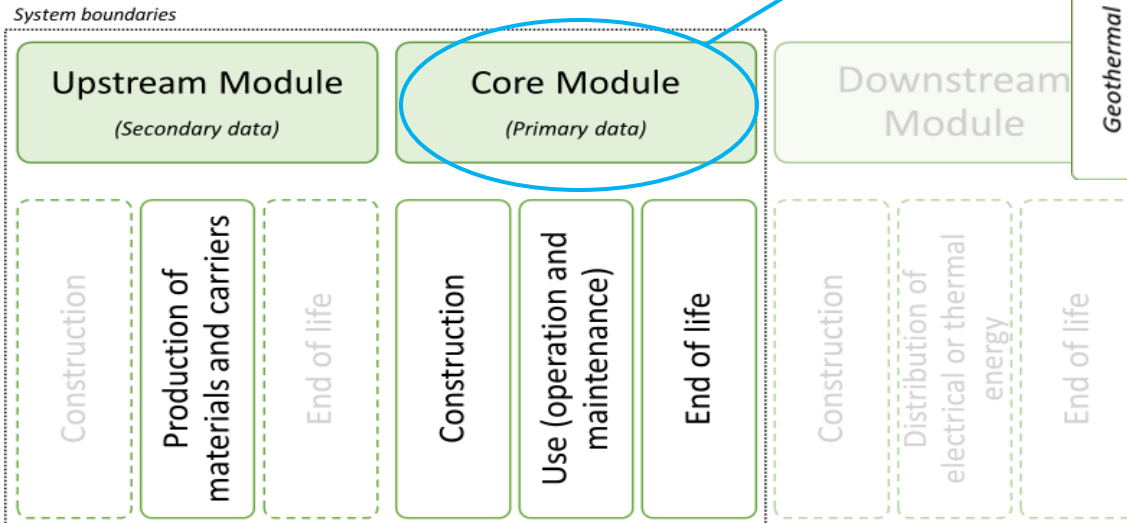 System boundaries
Upstream Module
(Secondary data)
Core Module
(Primary data)
Downstream
Module
Geothermal
Construction
Production of
materials and carriers
End of life
Construction
Use (operation and
maintenance)
End of life
Construction
Distribution of
electrical or thermal
energy
End of life